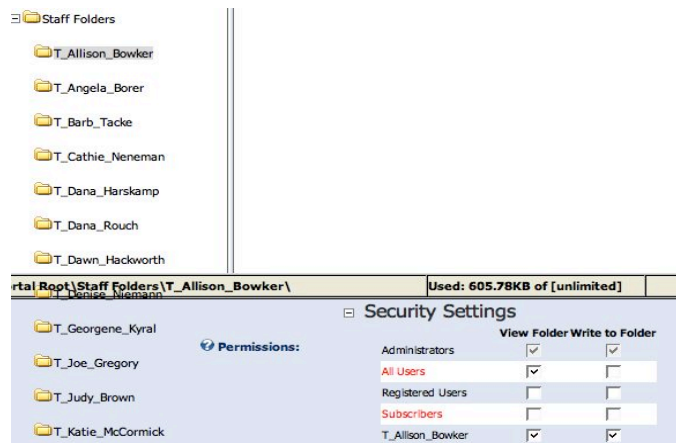 Staff Folders
T_Allison_Bowker
T_Angela_Borer
T_Barb_Tacke
T_Cathie_Neneman
T_Dana_Harskamp
T_Dana_Rouch
T_Dawn_Hackworth
rtal Root\Staff Folders\T_Allison_Bowker\ Used: 605.78KB of [unlimited]
T_Denise_Niemann
Security Settings
View Folder Write to Folder
T_Georgene_Kyral
Permissions:
Administrators
T_Joe_Gregory
All Users
T_Judy_Brown
Registered Users
Subscribers
T_Katie_McCormick
T_Allison_Bowker